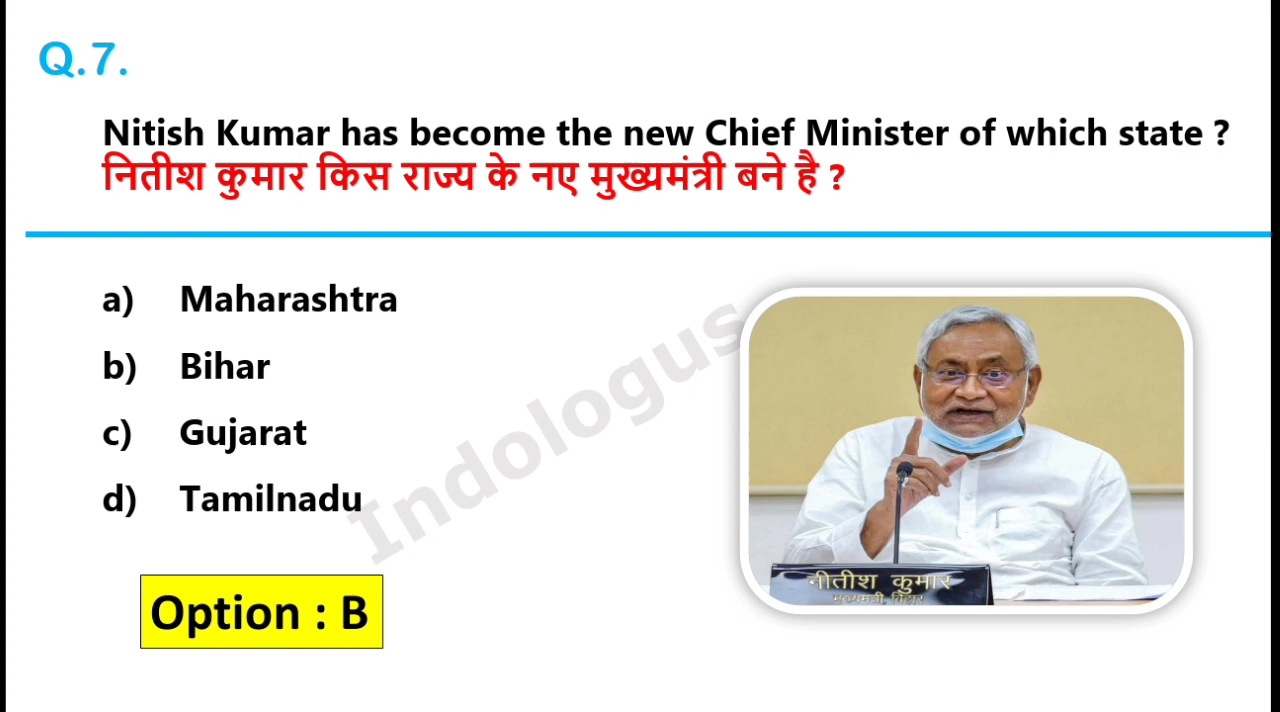 Q.7.
Nitish Kumar has become the new Chief Minister of which state ?
नितीश कुमार किस राज्य के नए मुख्यमंत्री बने है ?
a) Maharashtra
b) Bihar
c) Gujarat
d) Tamilnadu
Indologus
Option : B
नीतीश कुमार
मुख्यमंत्री, बिहार